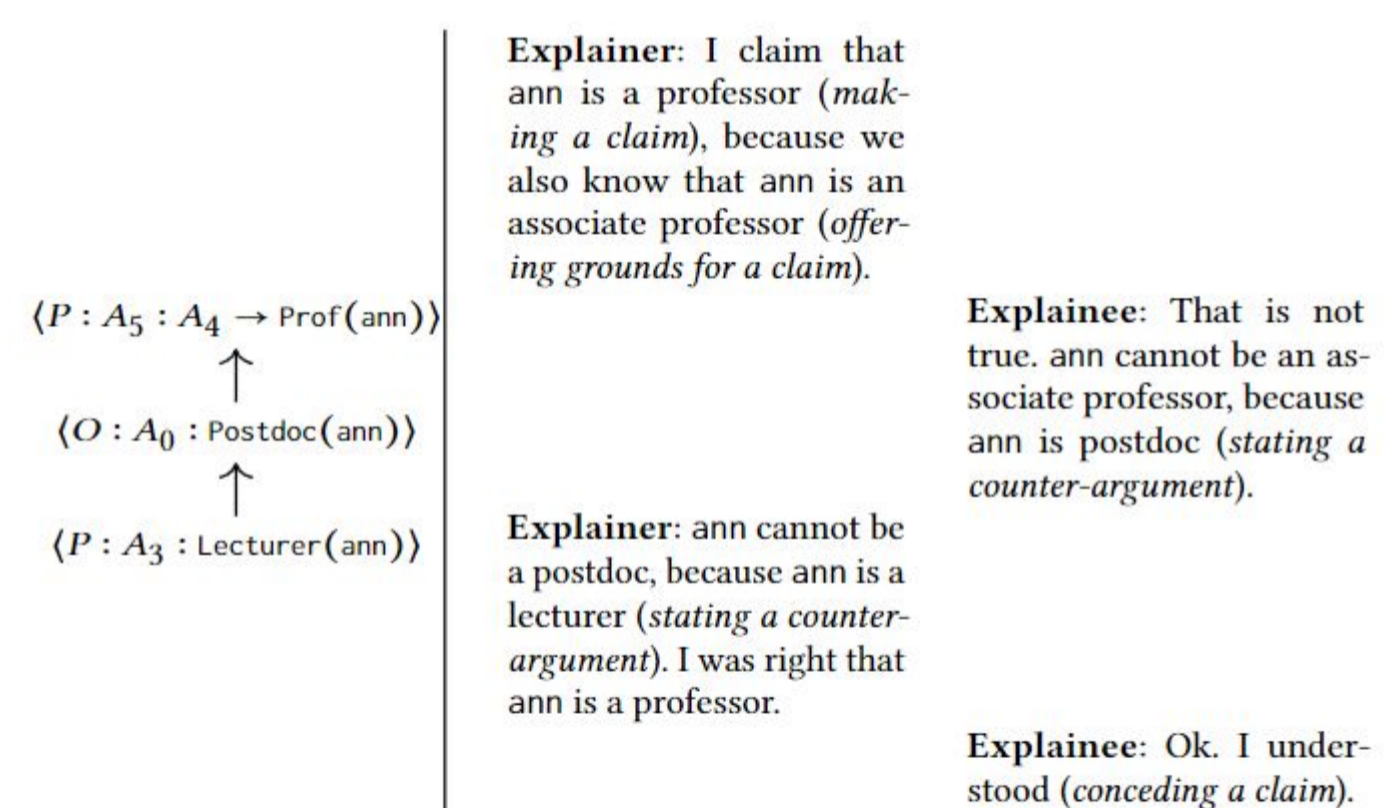 Explainer: I claim that
ann is a professor (mak-
ing a claim), because we
also know that ann is an
associate professor (offer-
ing grounds for a claim).
⟨P : A₅ : A₄ → Prof(ann)⟩
↑
⟨O : A₀ : Postdoc(ann)⟩
↑
⟨P : A₃ : Lecturer(ann)⟩
Explainee: That is not
true. ann cannot be an as-
sociate professor, because
ann is postdoc (stating a
counter-argument).
Explainer: ann cannot be
a postdoc, because ann is a
lecturer (stating a counter-
argument). I was right that
ann is a professor.
Explainee: Ok. I under-
stood (conceding a claim).